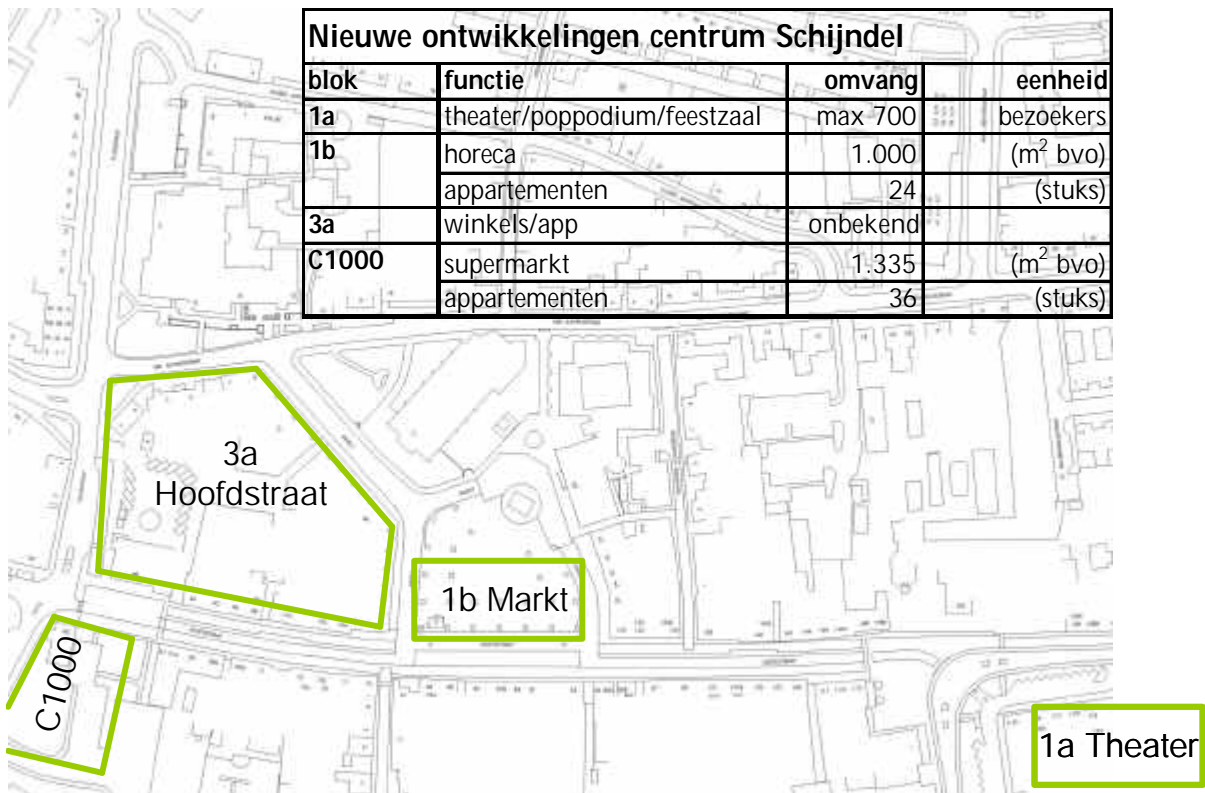 Nieuwe ontwikkelingen centrum Schijndel
blok functie omvang eenheid
1a theater/poppodium/feestzaal max 700 bezoekers
1b horeca 1.000 (m² bvo)
appartementen 24 (stuks)
3a winkels/app onbekend
C1000 supermarkt 1.335 (m² bvo)
appartementen 36 (stuks)
3a
Hoofdstraat
1b Markt
C1000
1a Theater